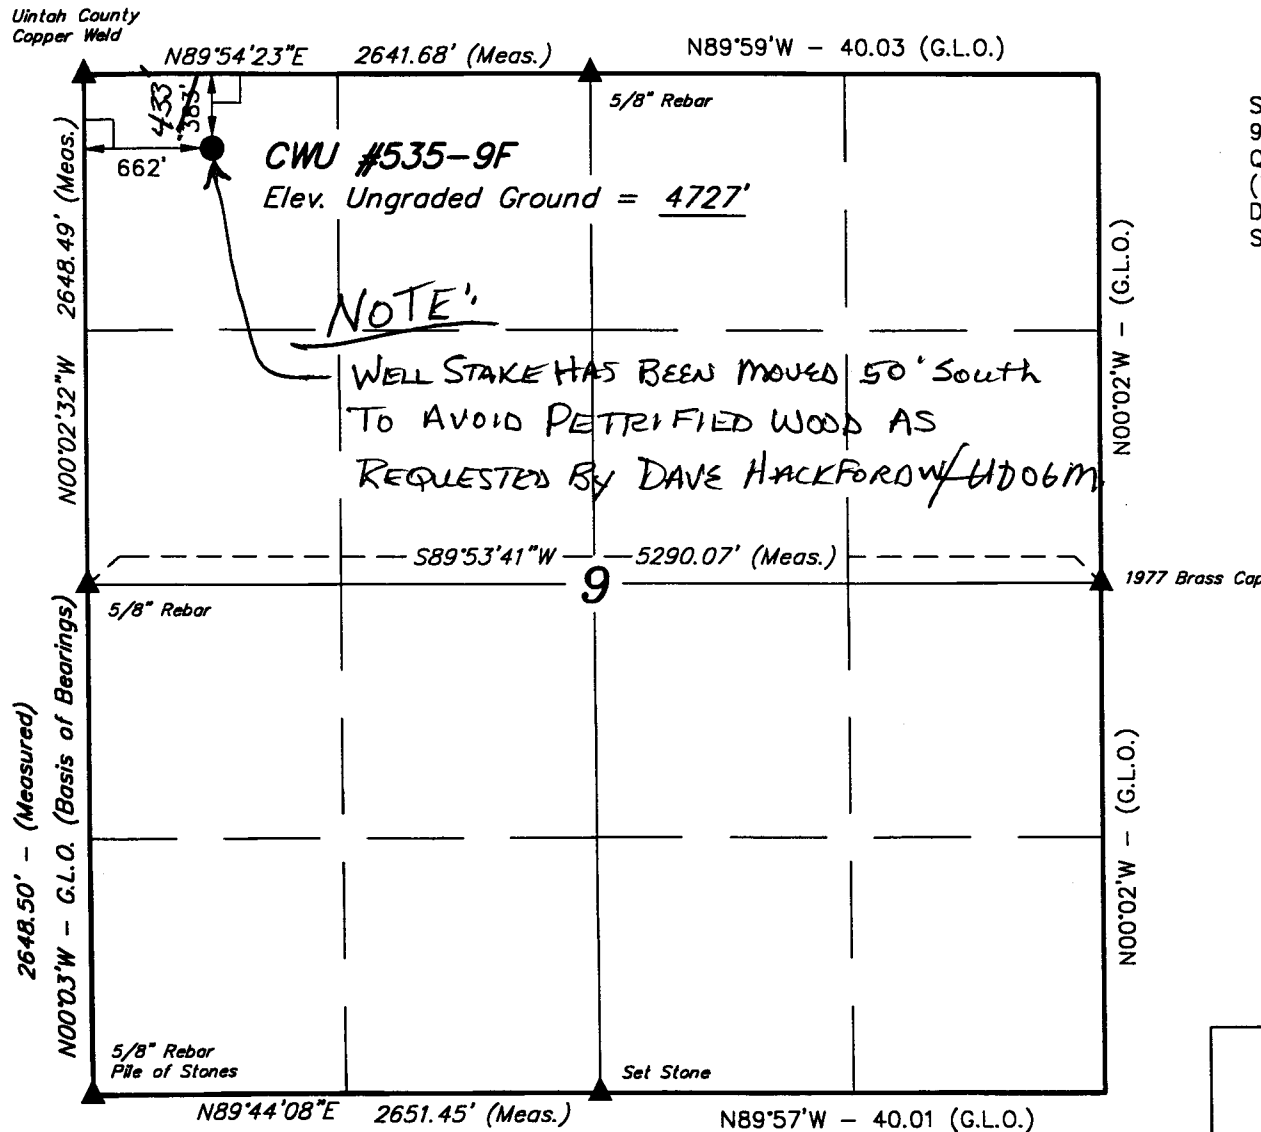 Uintah County
Copper Weld
N89°54'23"E 2641.68' (Meas.)
N89°59'W – 40.03 (G.L.O.)
433'
383'
5/8" Rebar
662'
CWU #535-9F
Elev. Ungraded Ground = 4727'
N00°02'32"W 2648.49' (Meas.)
N00°02'W – (G.L.O.)
NOTE:
WELL STAKE HAS BEEN MOVED 50' South
TO AVOID PETRIFIED WOOD AS
REQUESTED BY DAVE HACKFORD W/ UDOGM
S89°53'41"W 5290.07' (Meas.)
9
5/8" Rebar
1977 Brass Cap
2648.50' – (Measured)
N00°03'W – G.L.O. (Basis of Bearings)
N00°02'W – (G.L.O.)
5/8" Rebar
Pile of Stones
Set Stone
N89°44'08"E 2651.45' (Meas.)
N89°57'W – 40.01 (G.L.O.)
S
9
Q
(
D
S